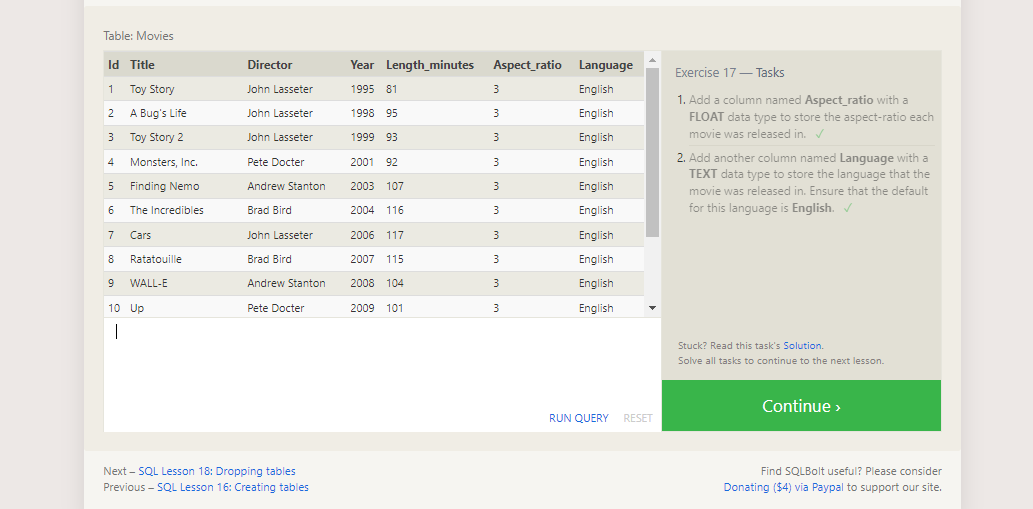 Table: Movies
Id Title Director Year Length_minutes Aspect_ratio Language
1 Toy Story John Lasseter 1995 81 3 English
2 A Bug's Life John Lasseter 1998 95 3 English
3 Toy Story 2 John Lasseter 1999 93 3 English
4 Monsters, Inc. Pete Docter 2001 92 3 English
5 Finding Nemo Andrew Stanton 2003 107 3 English
6 The Incredibles Brad Bird 2004 116 3 English
7 Cars John Lasseter 2006 117 3 English
8 Ratatouille Brad Bird 2007 115 3 English
9 WALL-E Andrew Stanton 2008 104 3 English
10 Up Pete Docter 2009 101 3 English
RUN QUERY RESET
Exercise 17 — Tasks
1. Add a column named Aspect_ratio with a
FLOAT data type to store the aspect-ratio each
movie was released in. ✓
2. Add another column named Language with a
TEXT data type to store the language that the
movie was released in. Ensure that the default
for this language is English. ✓
Stuck? Read this task's Solution.
Solve all tasks to continue to the next lesson.
Continue ›
Next – SQL Lesson 18: Dropping tables
Previous – SQL Lesson 16: Creating tables
Find SQLBolt useful? Please consider
Donating ($4) via Paypal to support our site.